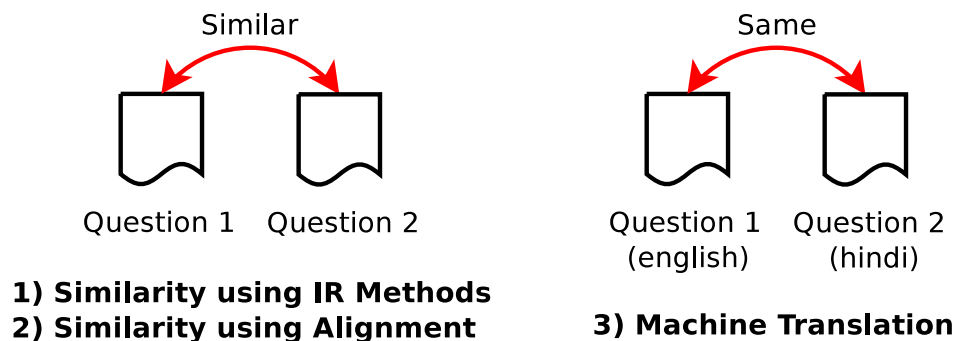 Similar
Question 1
Question 2
1) Similarity using IR Methods
2) Similarity using Alignment
Same
Question 1
(english)
Question 2
(hindi)
3) Machine Translation